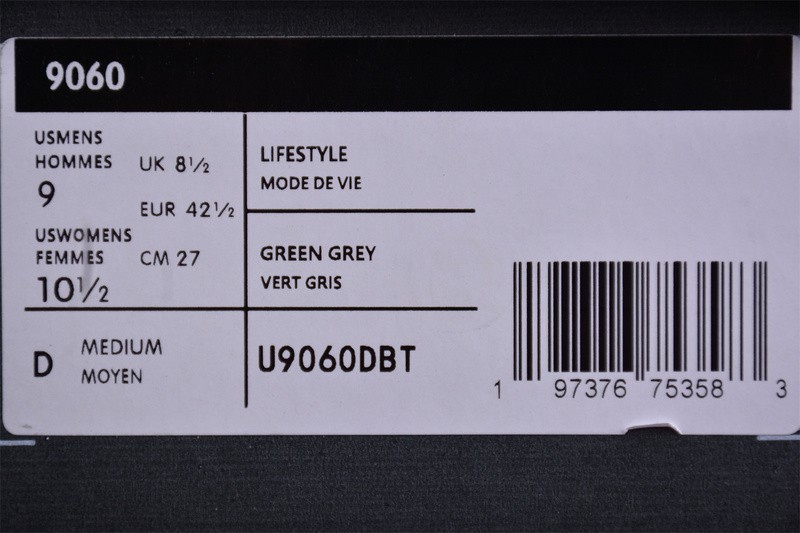 9060
USMENS
HOMMES
9
UK 8½
EUR 42½
USWOMENS
FEMMES
10½
CM 27
LIFESTYLE
MODE DE VIE
GREEN GREY
VERT GRIS
D
MEDIUM
MOYEN
U9060DBT
1 97376 75358 3